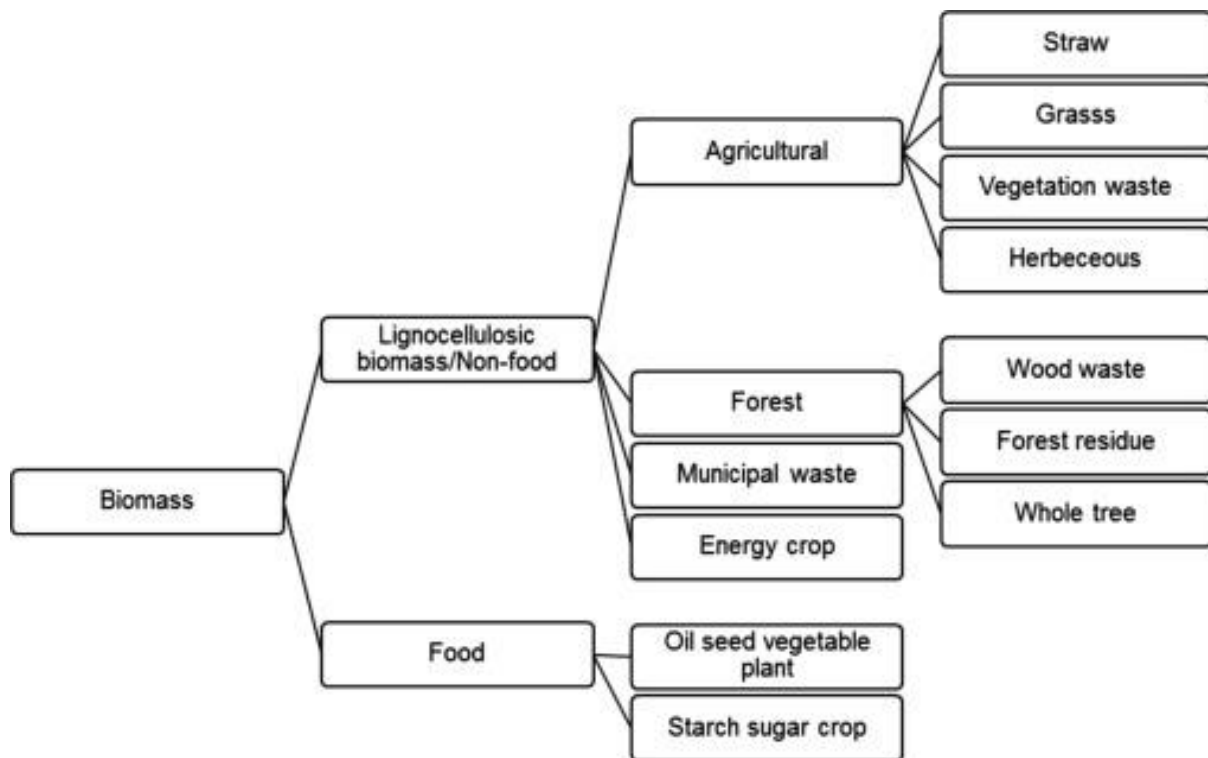 Straw
Grasss
Agricultural
Vegetation waste
Herbeceous
Lignocellulosic
biomass/Non-food
Wood waste
Forest
Forest residue
Municipal waste
Biomass
Whole tree
Energy crop
Food
Oil seed vegetable
plant
Starch sugar crop